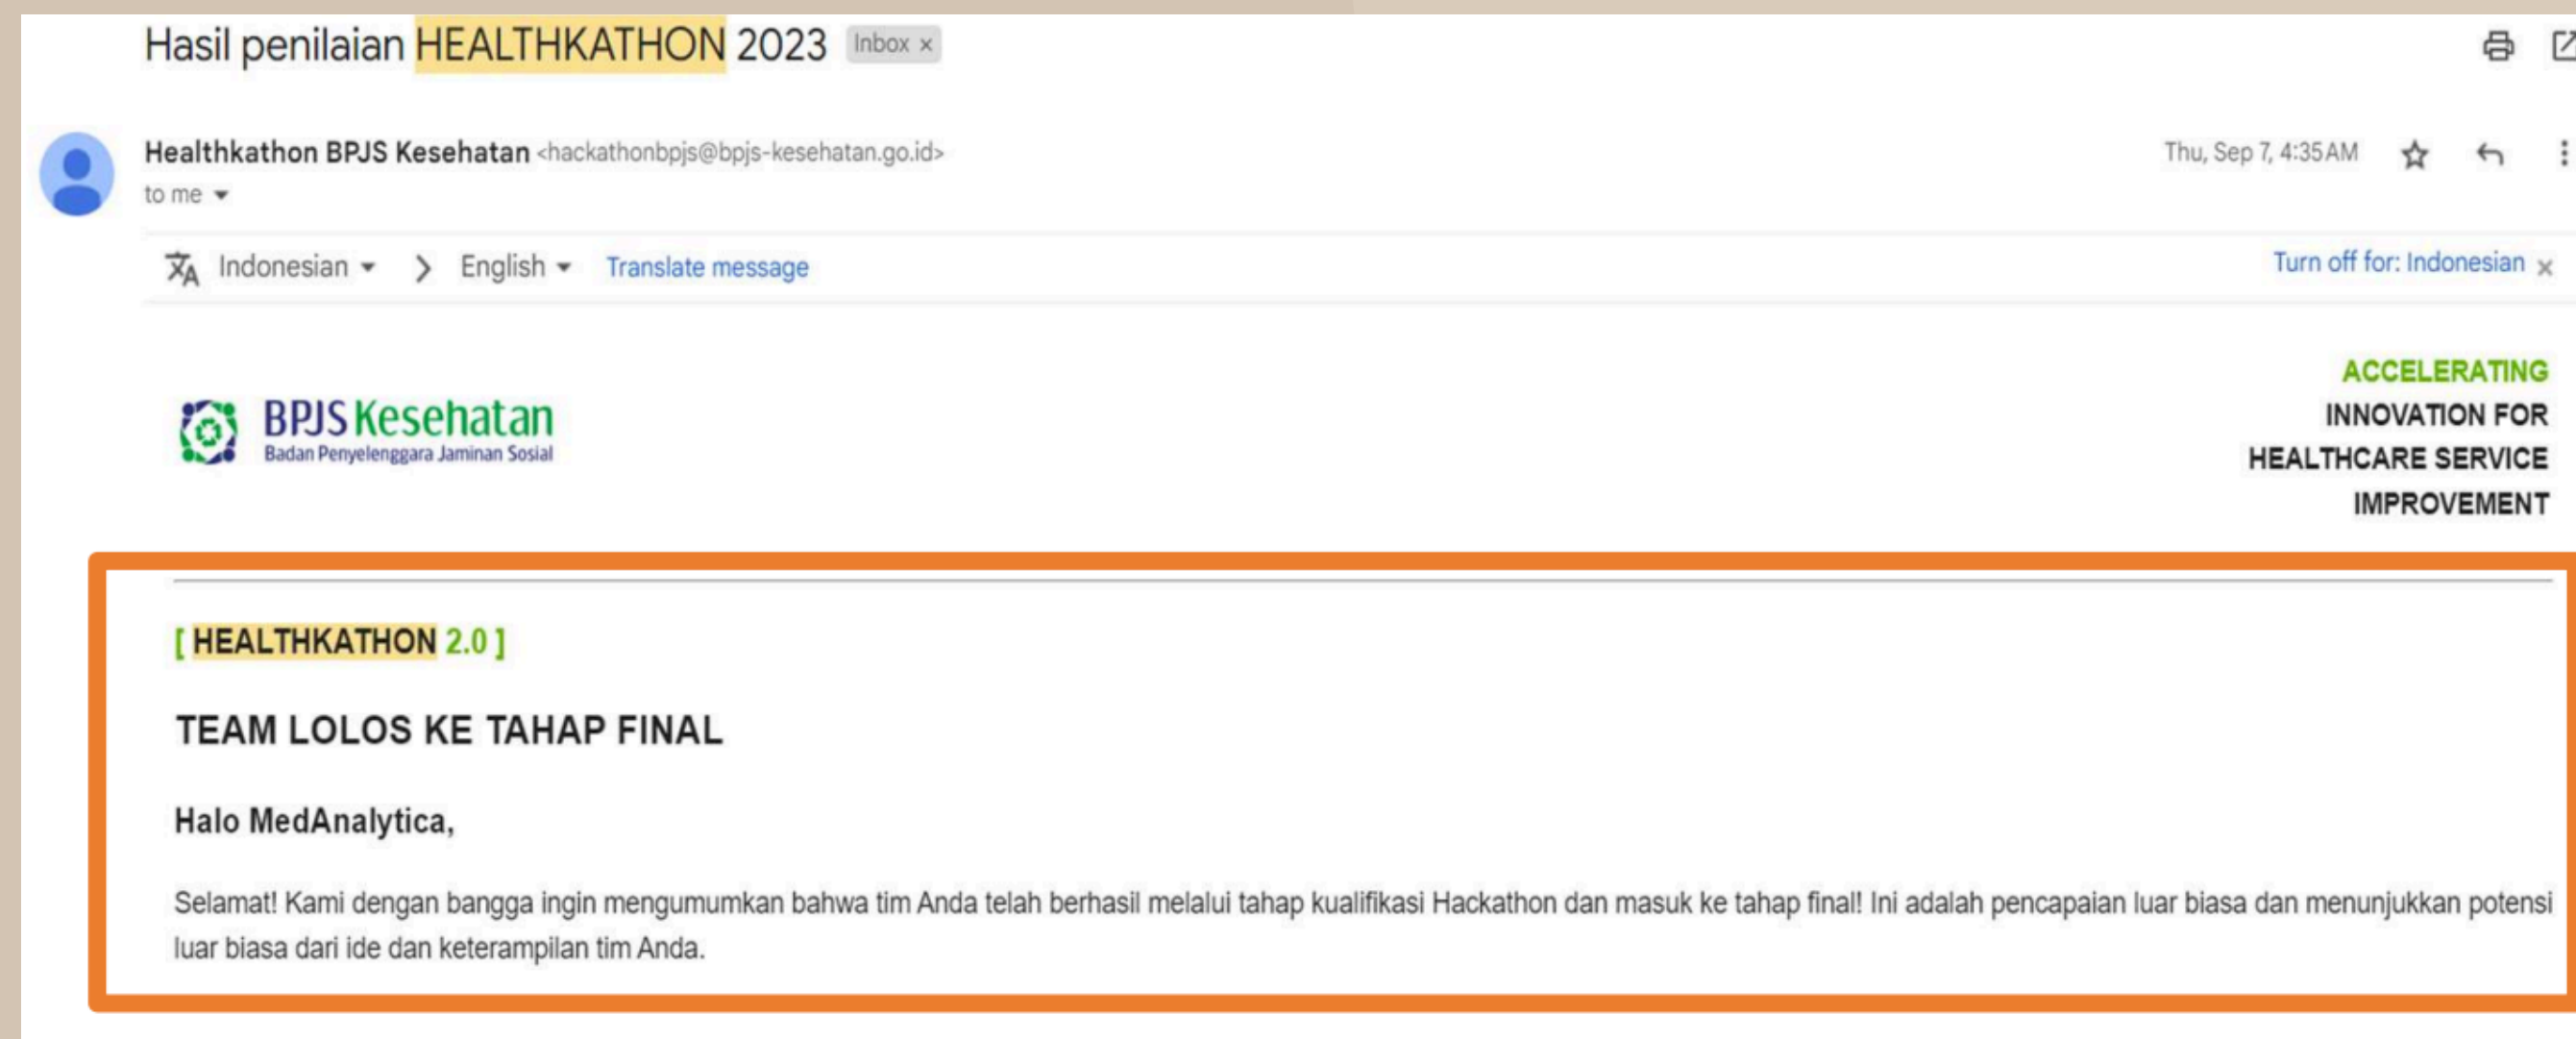 Hasil penilaian HEALTHKATHON 2023 Inbox ×
Healthkathon BPJS Kesehatan <hackathonbpjs@bpjs-kesehatan.go.id>
Thu, Sep 7, 4:35 AM
to me
Indonesian > English Translate message
Turn off for: Indonesian ×
BPJS Kesehatan
Badan Penyelenggara Jaminan Sosial
ACCELERATING
INNOVATION FOR
HEALTHCARE SERVICE
IMPROVEMENT
[ HEALTHKATHON 2.0 ]
TEAM LOLOS KE TAHAP FINAL
Halo MedAnalytica,
Selamat! Kami dengan bangga ingin mengumumkan bahwa tim Anda telah berhasil melalui tahap kualifikasi Hackathon dan masuk ke tahap final! Ini adalah pencapaian luar biasa dan menunjukkan potensi
luar biasa dari ide dan keterampilan tim Anda.